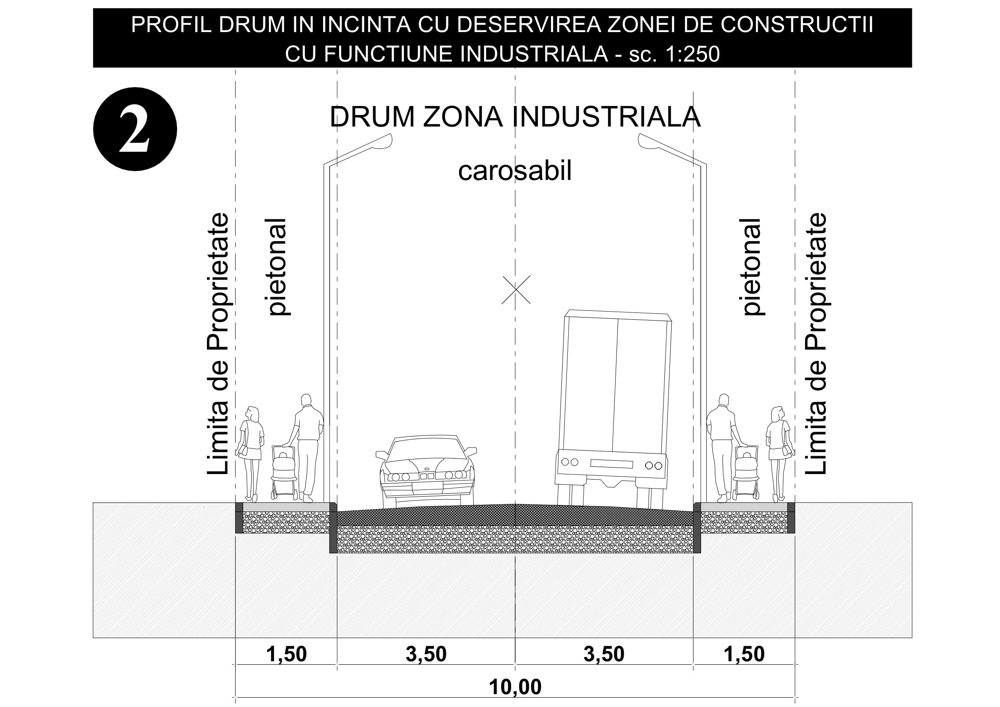 PROFIL DRUM IN INCINTA CU DESERVIREA ZONEI DE CONSTRUCTII
CU FUNCTIUNE INDUSTRIALA - sc. 1:250
2
DRUM ZONA INDUSTRIALA
carosabil
Limita de Proprietate
pietonal
pietonal
Limita de Proprietate
1,50
3,50
3,50
1,50
10,00